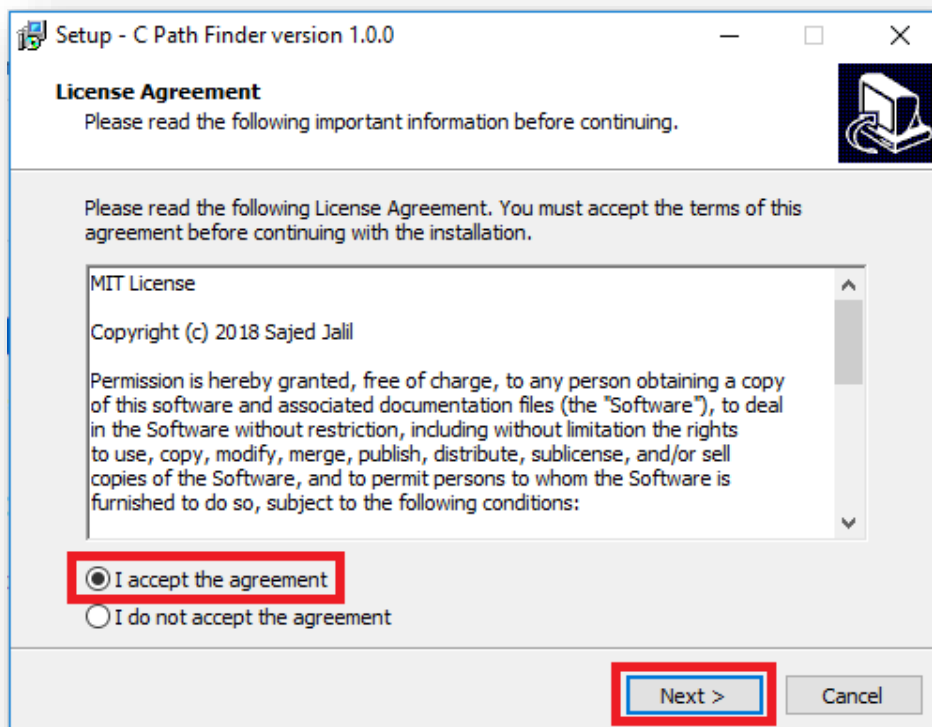 Setup - C Path Finder version 1.0.0
License Agreement
Please read the following important information before continuing.
Please read the following License Agreement. You must accept the terms of this
agreement before continuing with the installation.
MIT License
Copyright (c) 2018 Sajed Jalil
Permission is hereby granted, free of charge, to any person obtaining a copy
of this software and associated documentation files (the "Software"), to deal
in the Software without restriction, including without limitation the rights
to use, copy, modify, merge, publish, distribute, sublicense, and/or sell
copies of the Software, and to permit persons to whom the Software is
furnished to do so, subject to the following conditions:
I accept the agreement
I do not accept the agreement
Next >
Cancel